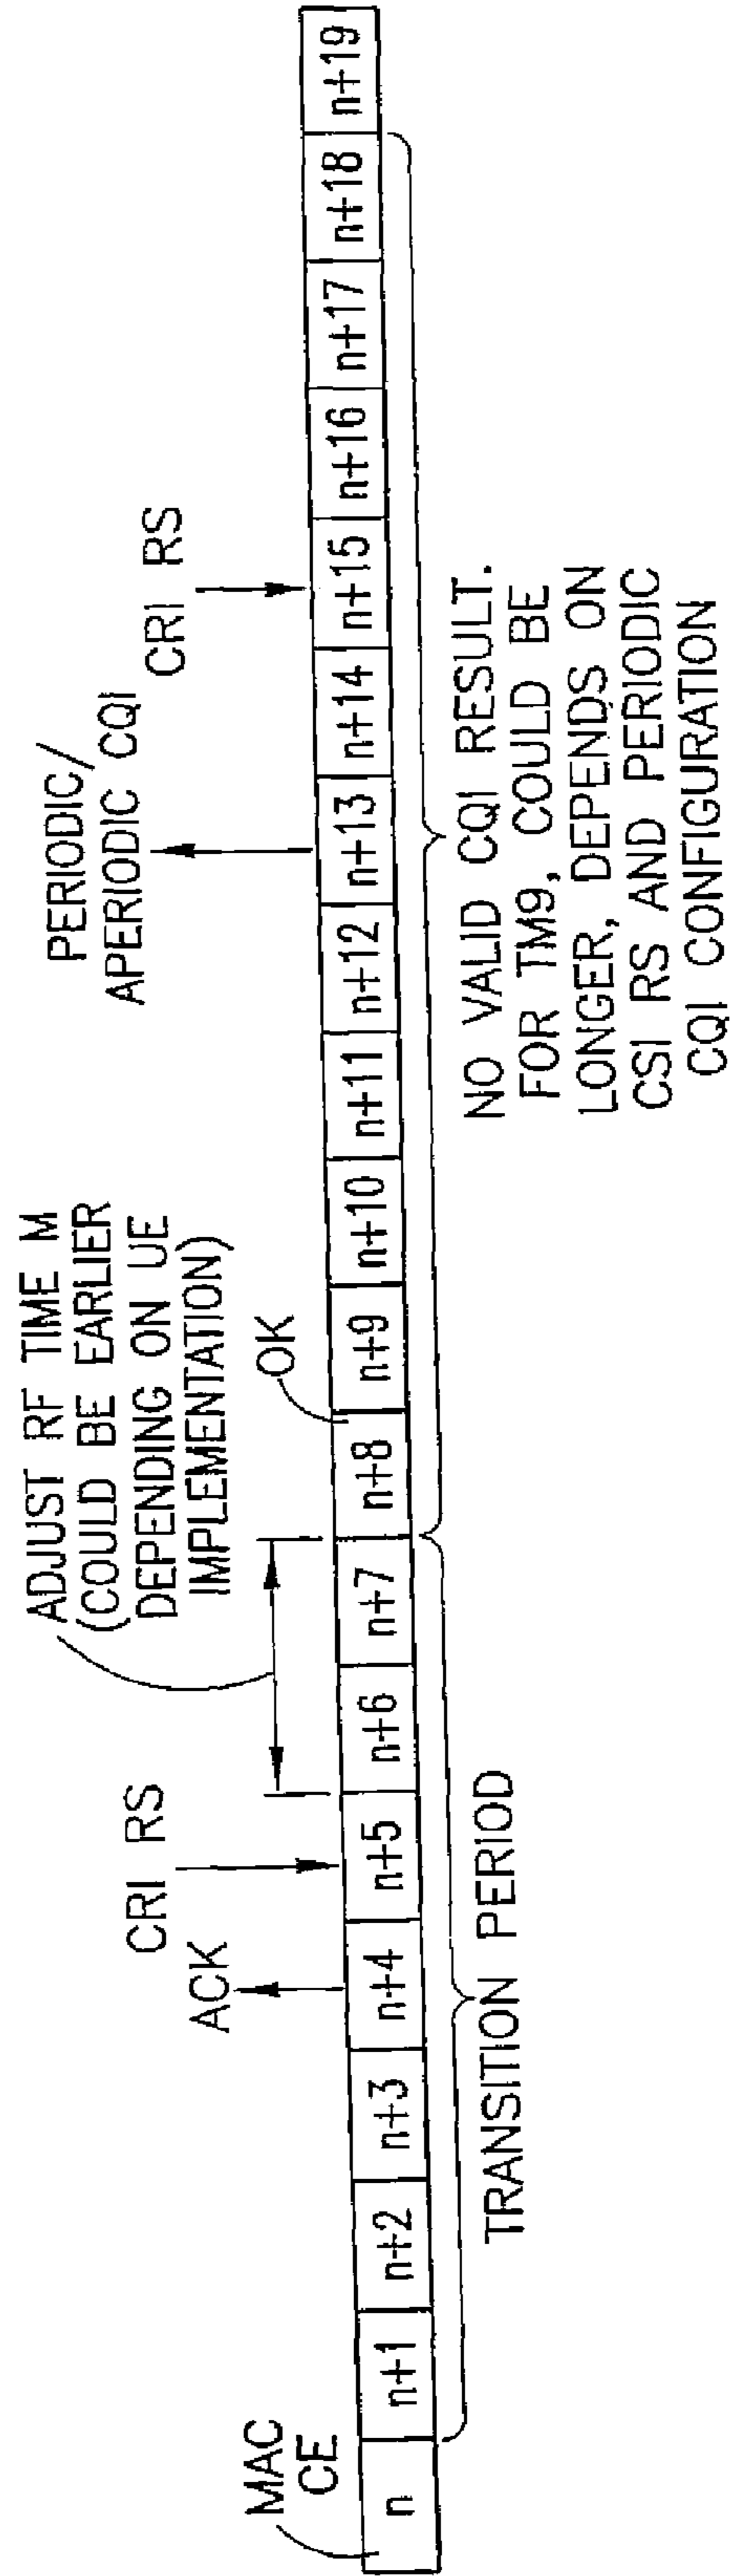 MAC
CE
ACK
CRI RS
ADJUST RF TIME M
(COULD BE EARLIER
DEPENDING ON UE
IMPLEMENTATION)
OK
PERIODIC/
APERIODIC CQI
CRI RS
n n+1 n+2 n+3 n+4 n+5 n+6 n+7 n+8 n+9 n+10 n+11 n+12 n+13 n+14 n+15 n+16 n+17 n+18 n+19
TRANSITION PERIOD
NO VALID CQI RESULT.
FOR TM9, COULD BE
LONGER, DEPENDS ON
CSI RS AND PERIODIC
CQI CONFIGURATION